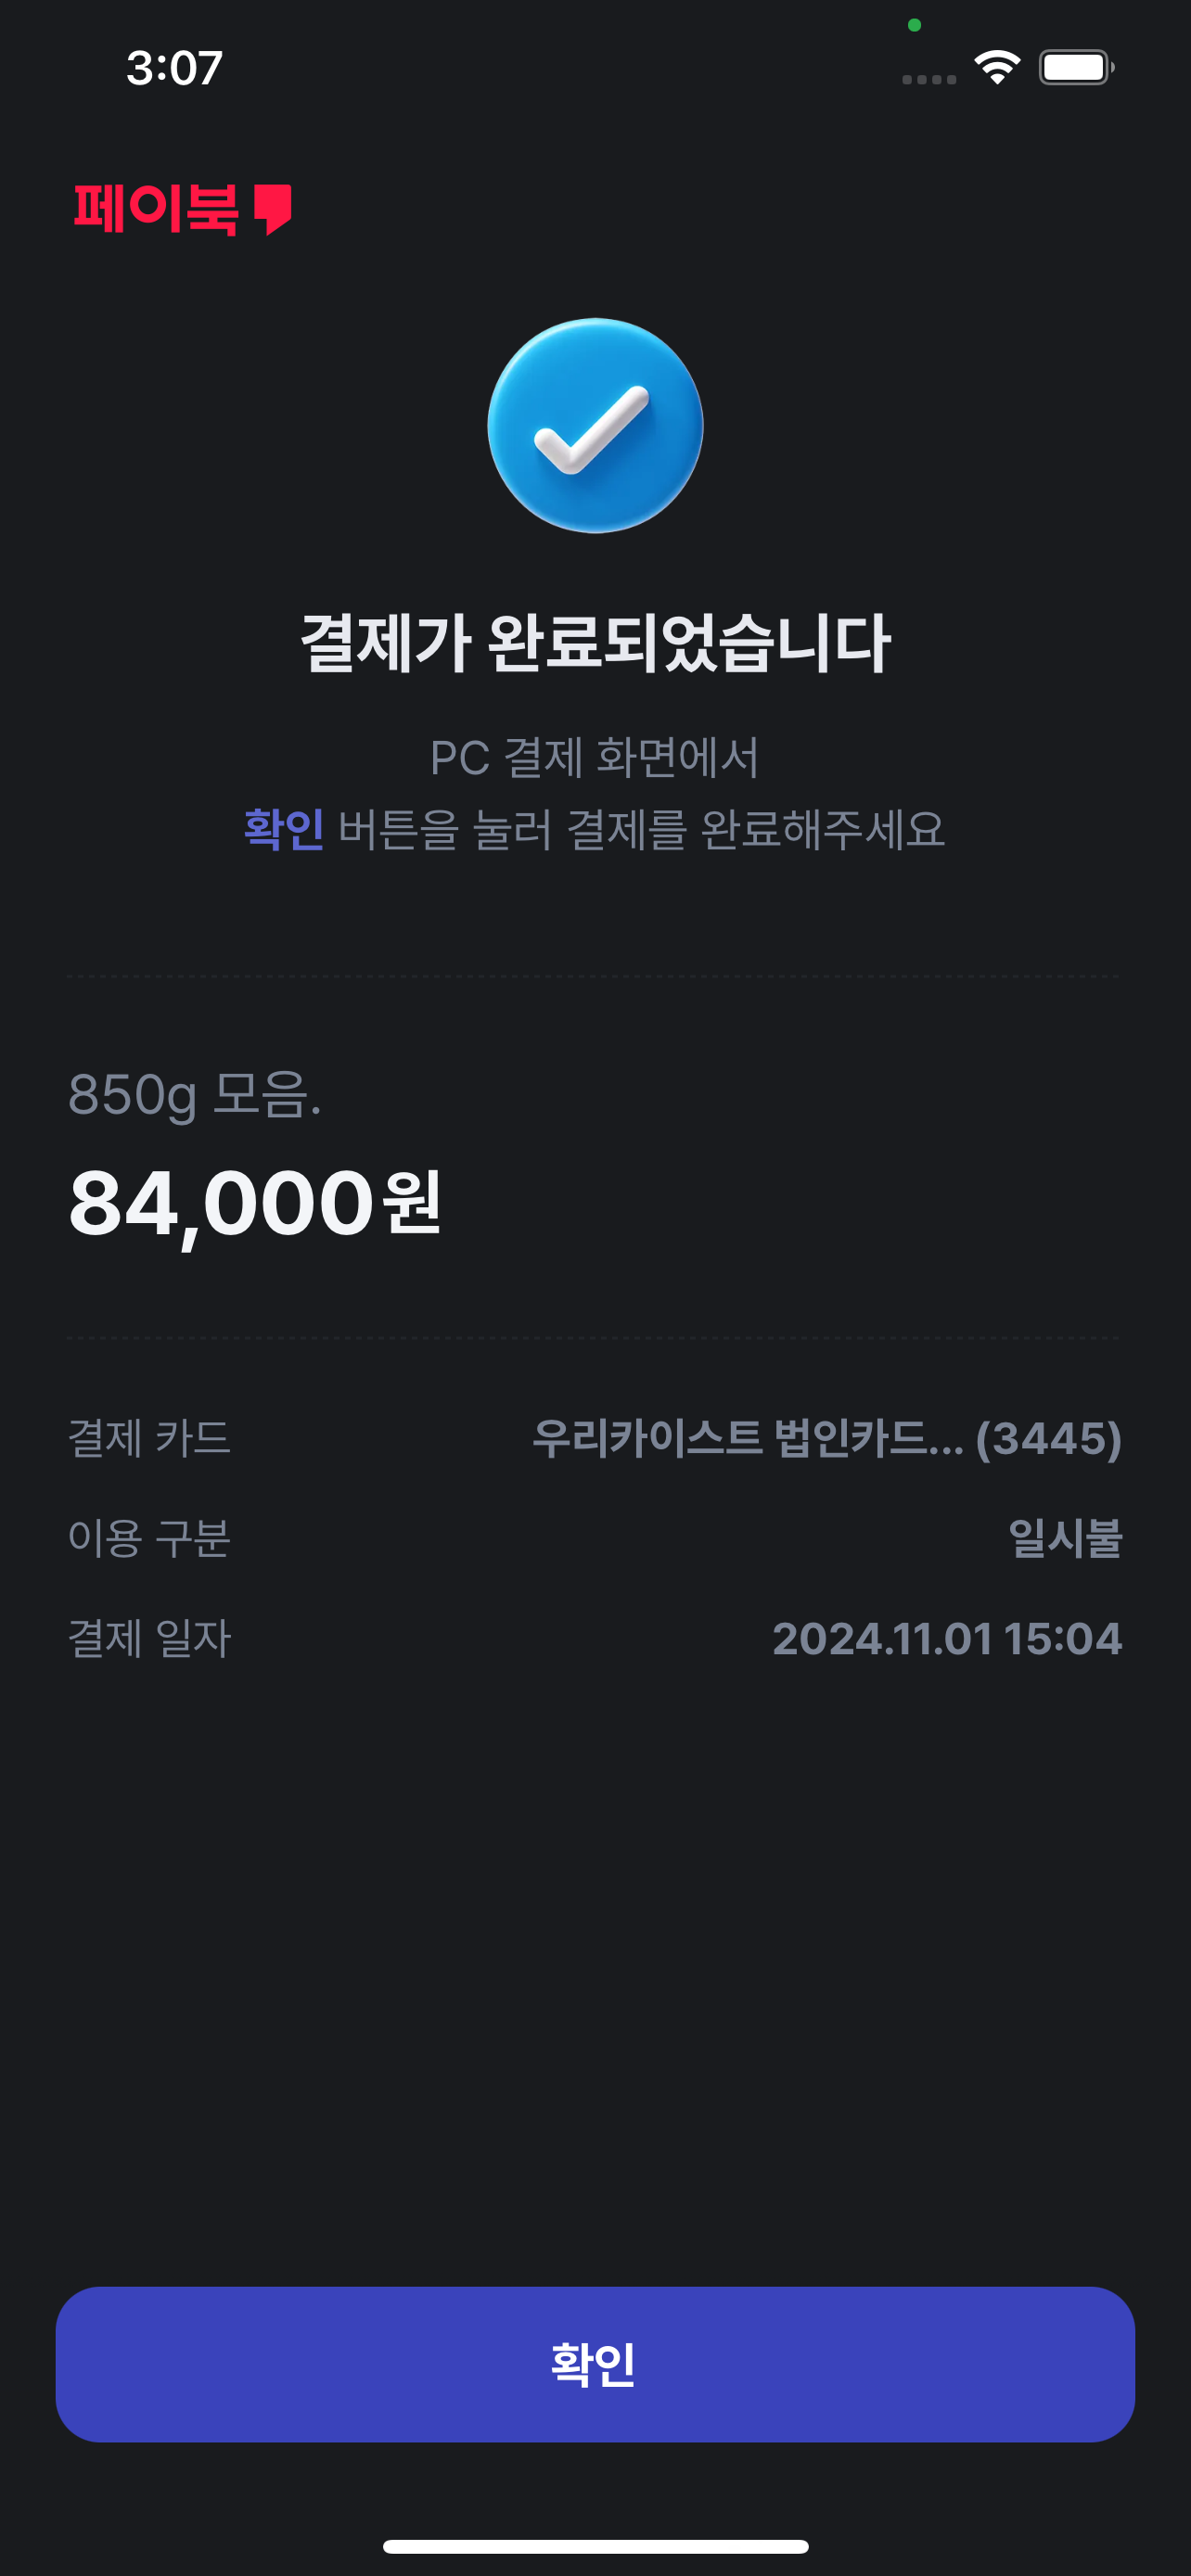 3:07
페이북
결제가 완료되었습니다
PC 결제 화면에서
확인 버튼을 눌러 결제를 완료해주세요
850g 모음.
84,000원
결제 카드 우리카이스트 법인카드... (3445)
이용 구분 일시불
결제 일자 2024.11.01 15:04
확인